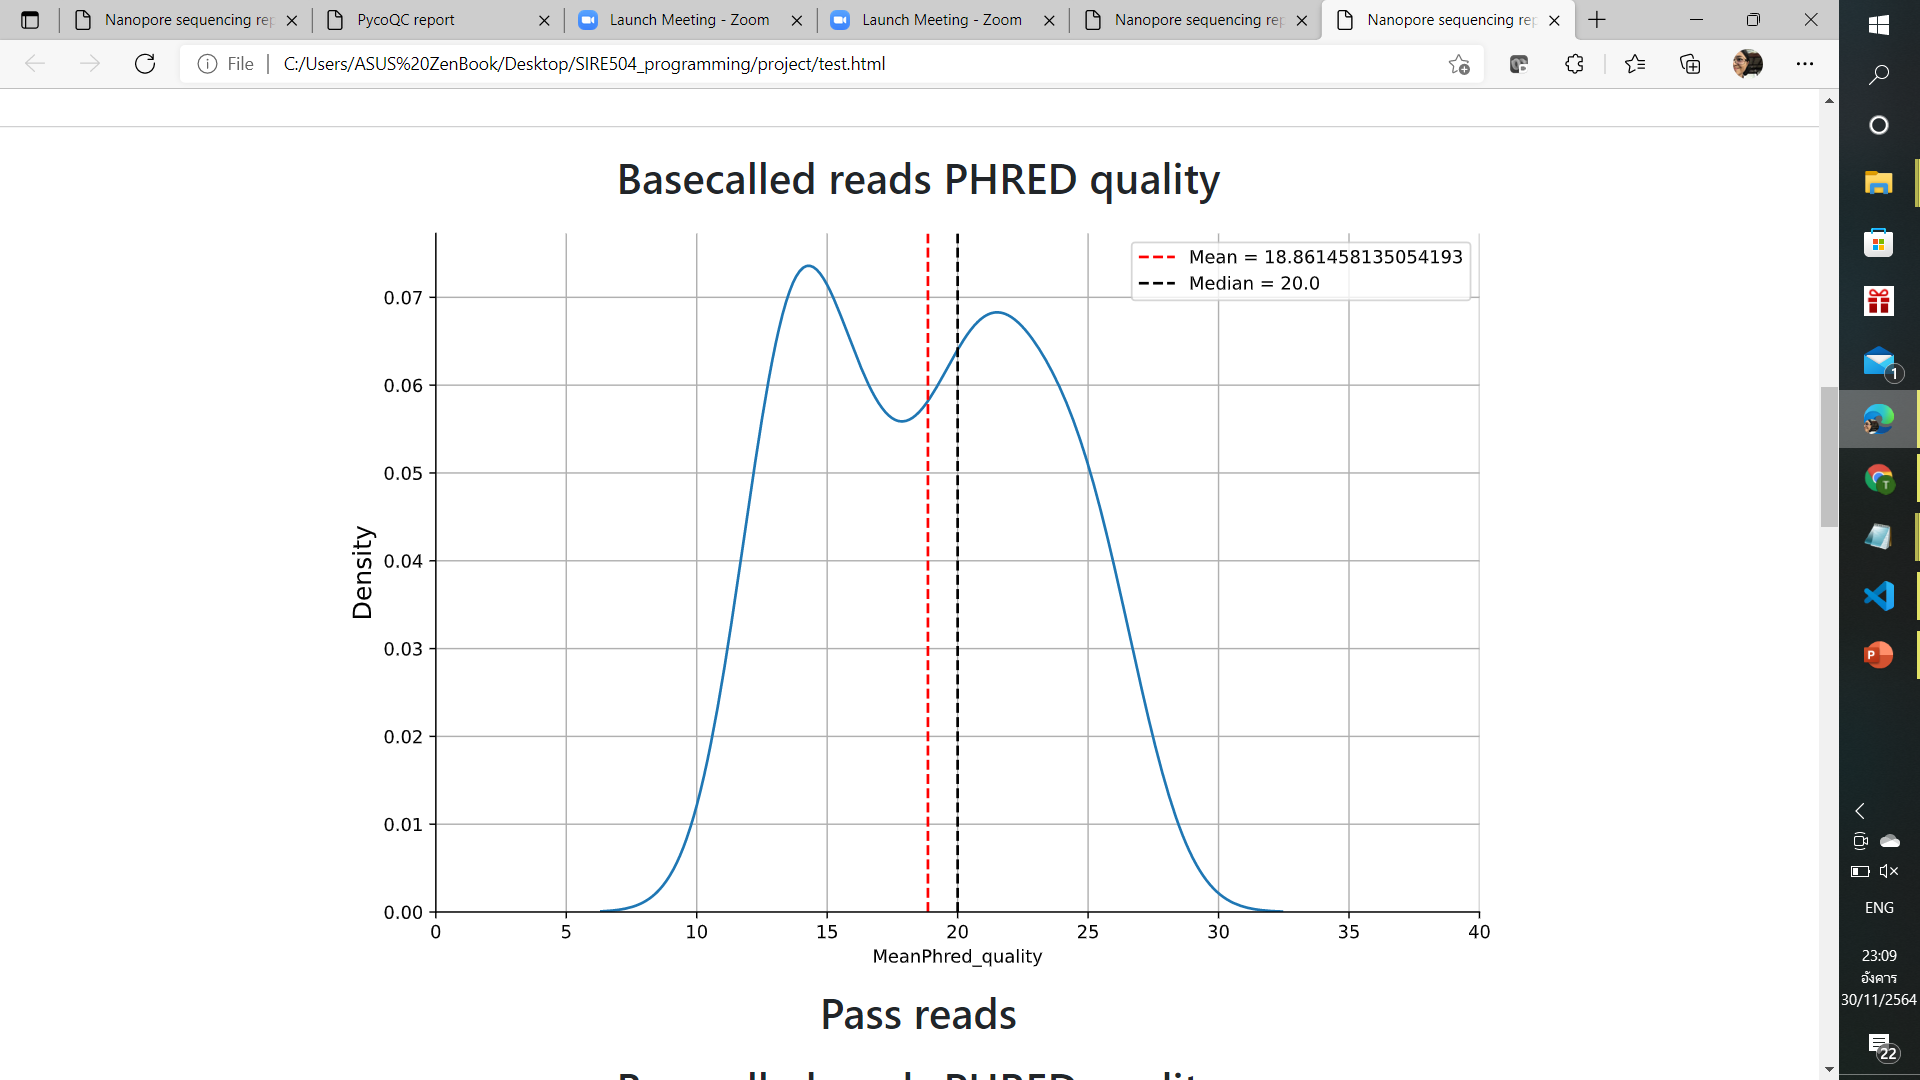 Nanopore sequencing rep
PycoQC report
Launch Meeting - Zoom
Launch Meeting - Zoom
Nanopore sequencing rep
Nanopore sequencing rep
File
C:/Users/ASUS%20ZenBook/Desktop/SIRE504_programming/project/test.html
Basecalled reads PHRED quality
Mean = 18.861458135054193
Median = 20.0
0.07
0.06
0.05
0.04
0.03
0.02
0.01
0.00
Density
0 5 10 15 20 25 30 35 40
MeanPhred_quality
Pass reads
1
T
P
ENG
23:09
อังคาร
30/11/2564
22